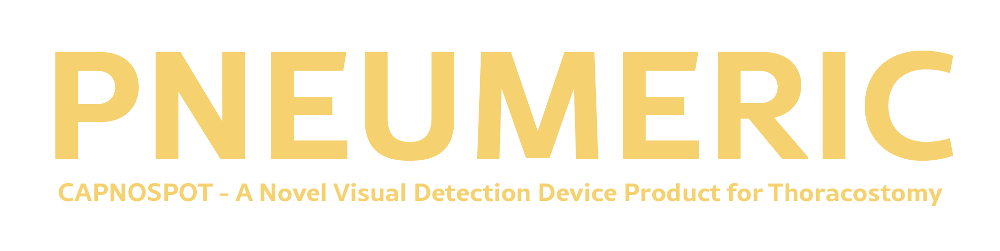 PNEUMERIC
CAPNOSPOT - A Novel Visual Detection Device Product for Thoracostomy